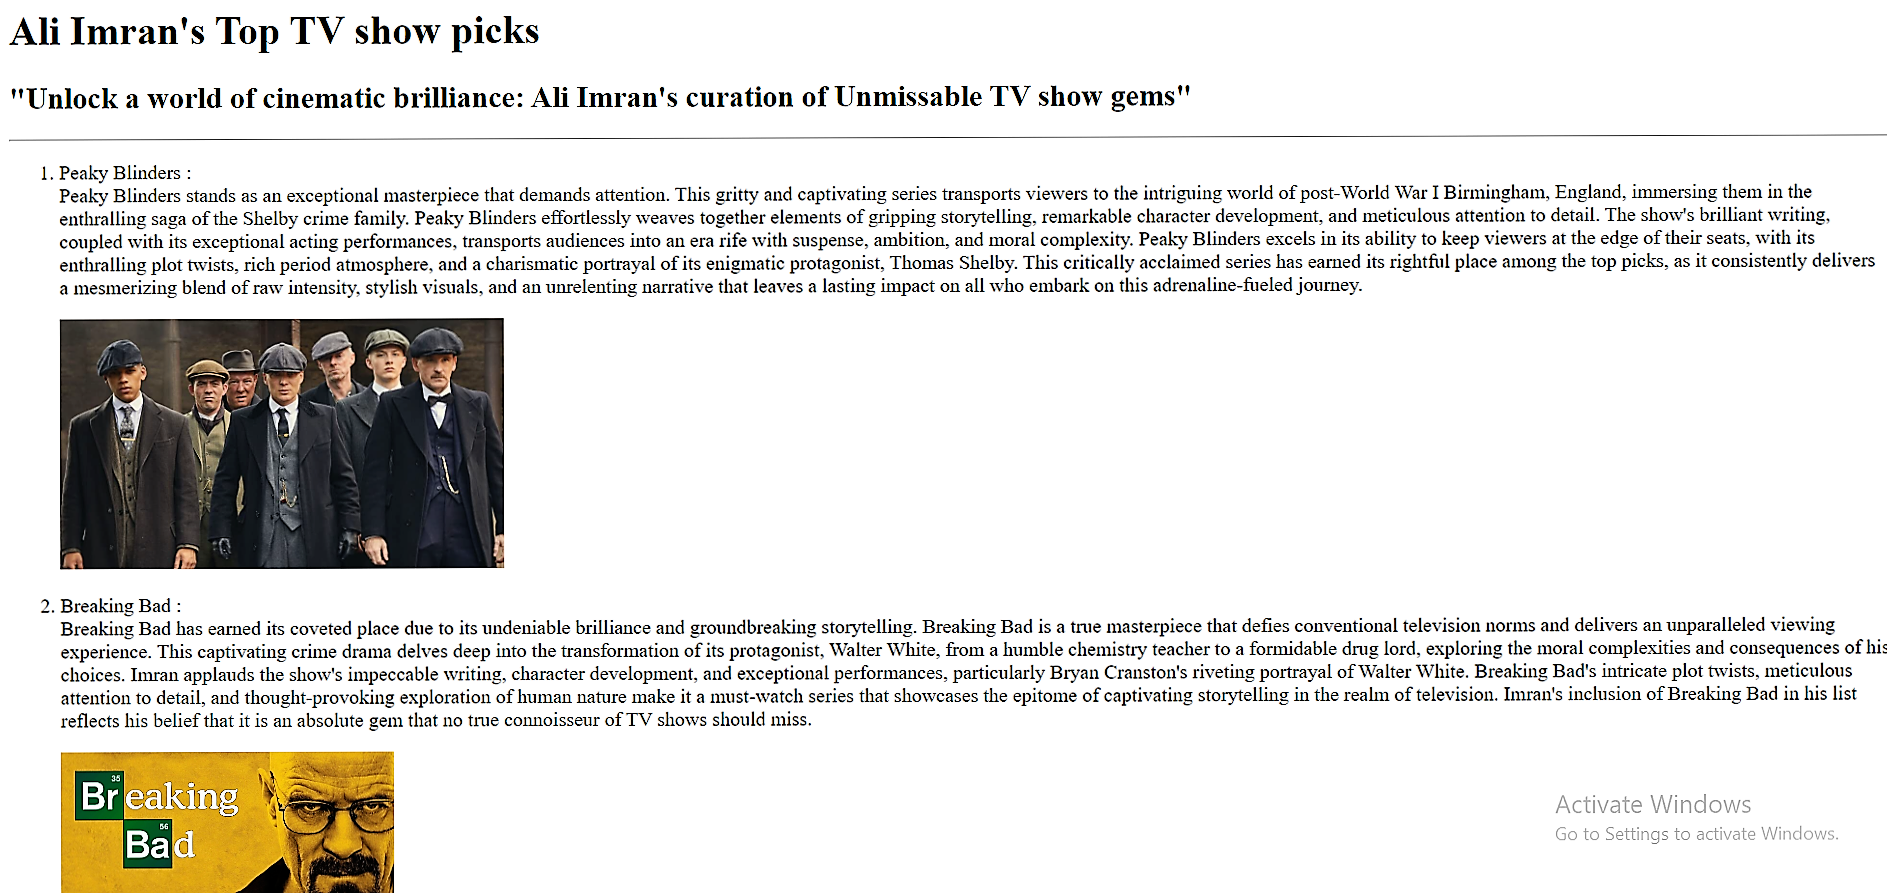 Ali Imran's Top TV show picks
"Unlock a world of cinematic brilliance: Ali Imran's curation of Unmissable TV show gems"
1. Peaky Blinders :
Peaky Blinders stands as an exceptional masterpiece that demands attention. This gritty and captivating series transports viewers to the intriguing world of post-World War I Birmingham, England, immersing them in the
enthralling saga of the Shelby crime family. Peaky Blinders effortlessly weaves together elements of gripping storytelling, remarkable character development, and meticulous attention to detail. The show's brilliant writing,
coupled with its exceptional acting performances, transports audiences into an era rife with suspense, ambition, and moral complexity. Peaky Blinders excels in its ability to keep viewers at the edge of their seats, with its
enthralling plot twists, rich period atmosphere, and a charismatic portrayal of its enigmatic protagonist, Thomas Shelby. This critically acclaimed series has earned its rightful place among the top picks, as it consistently delivers
a mesmerizing blend of raw intensity, stylish visuals, and an unrelenting narrative that leaves a lasting impact on all who embark on this adrenaline-fueled journey.
2. Breaking Bad :
Breaking Bad has earned its coveted place due to its undeniable brilliance and groundbreaking storytelling. Breaking Bad is a true masterpiece that defies conventional television norms and delivers an unparalleled viewing
experience. This captivating crime drama delves deep into the transformation of its protagonist, Walter White, from a humble chemistry teacher to a formidable drug lord, exploring the moral complexities and consequences of his
choices. Imran applauds the show's impeccable writing, character development, and exceptional performances, particularly Bryan Cranston's riveting portrayal of Walter White. Breaking Bad's intricate plot twists, meticulous
attention to detail, and thought-provoking exploration of human nature make it a must-watch series that showcases the epitome of captivating storytelling in the realm of television. Imran's inclusion of Breaking Bad in his list
reflects his belief that it is an absolute gem that no true connoisseur of TV shows should miss.
35
Breaking
56
Bad
Activate Windows
Go to Settings to activate Windows.